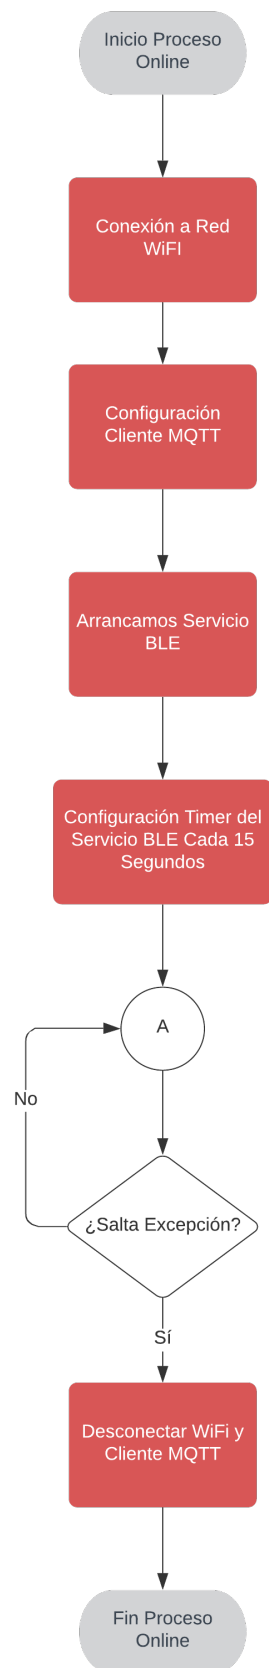 Inicio Proceso
Online
Conexión a Red
WiFI
Configuración
Cliente MQTT
Arrancamos Servicio
BLE
Configuración Timer del
Servicio BLE Cada 15
Segundos
A
No
¿Salta Excepción?
Sí
Desconectar WiFi y
Cliente MQTT
Fin Proceso
Online